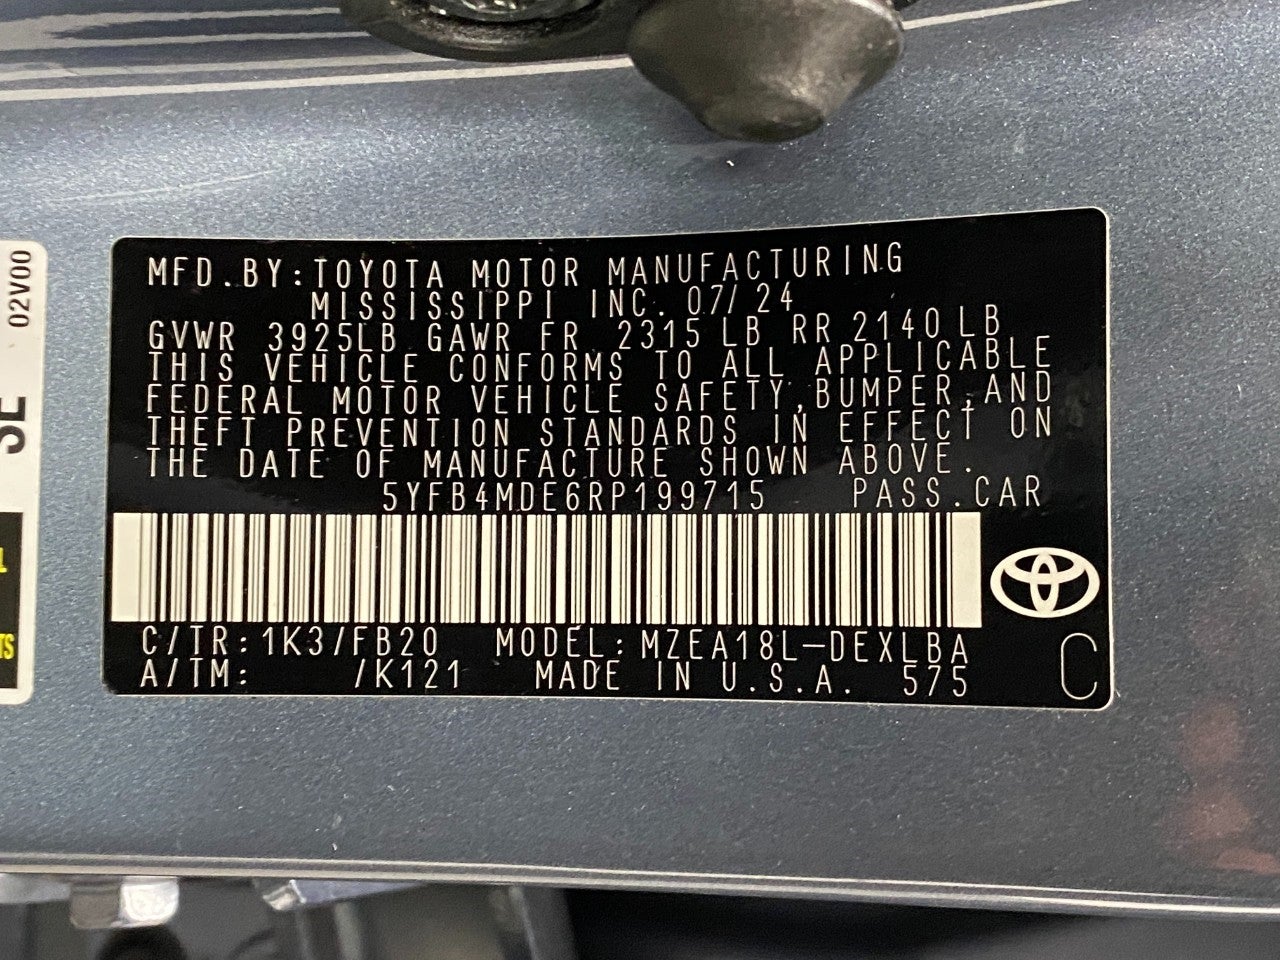 MFD.BY:TOYOTA MOTOR MANUFACTURING
MISSISSIPPI INC. 07/24
GVWR 3925LB GAWR FR 2315 LB RR 2140 LB
THIS VEHICLE CONFORMS TO ALL APPLICABLE
FEDERAL MOTOR VEHICLE SAFETY,BUMPER,AND
THEFT PREVENTION STANDARDS IN EFFECT ON
THE DATE OF MANUFACTURE SHOWN ABOVE.
5YFB4MDE6RP199715 PASS.CAR
C/TR:1K3/FB20 MODEL:MZEA18L-DEXLBA
A/TM: /K121 MADE IN U.S.A. 575
C
02V00
SE